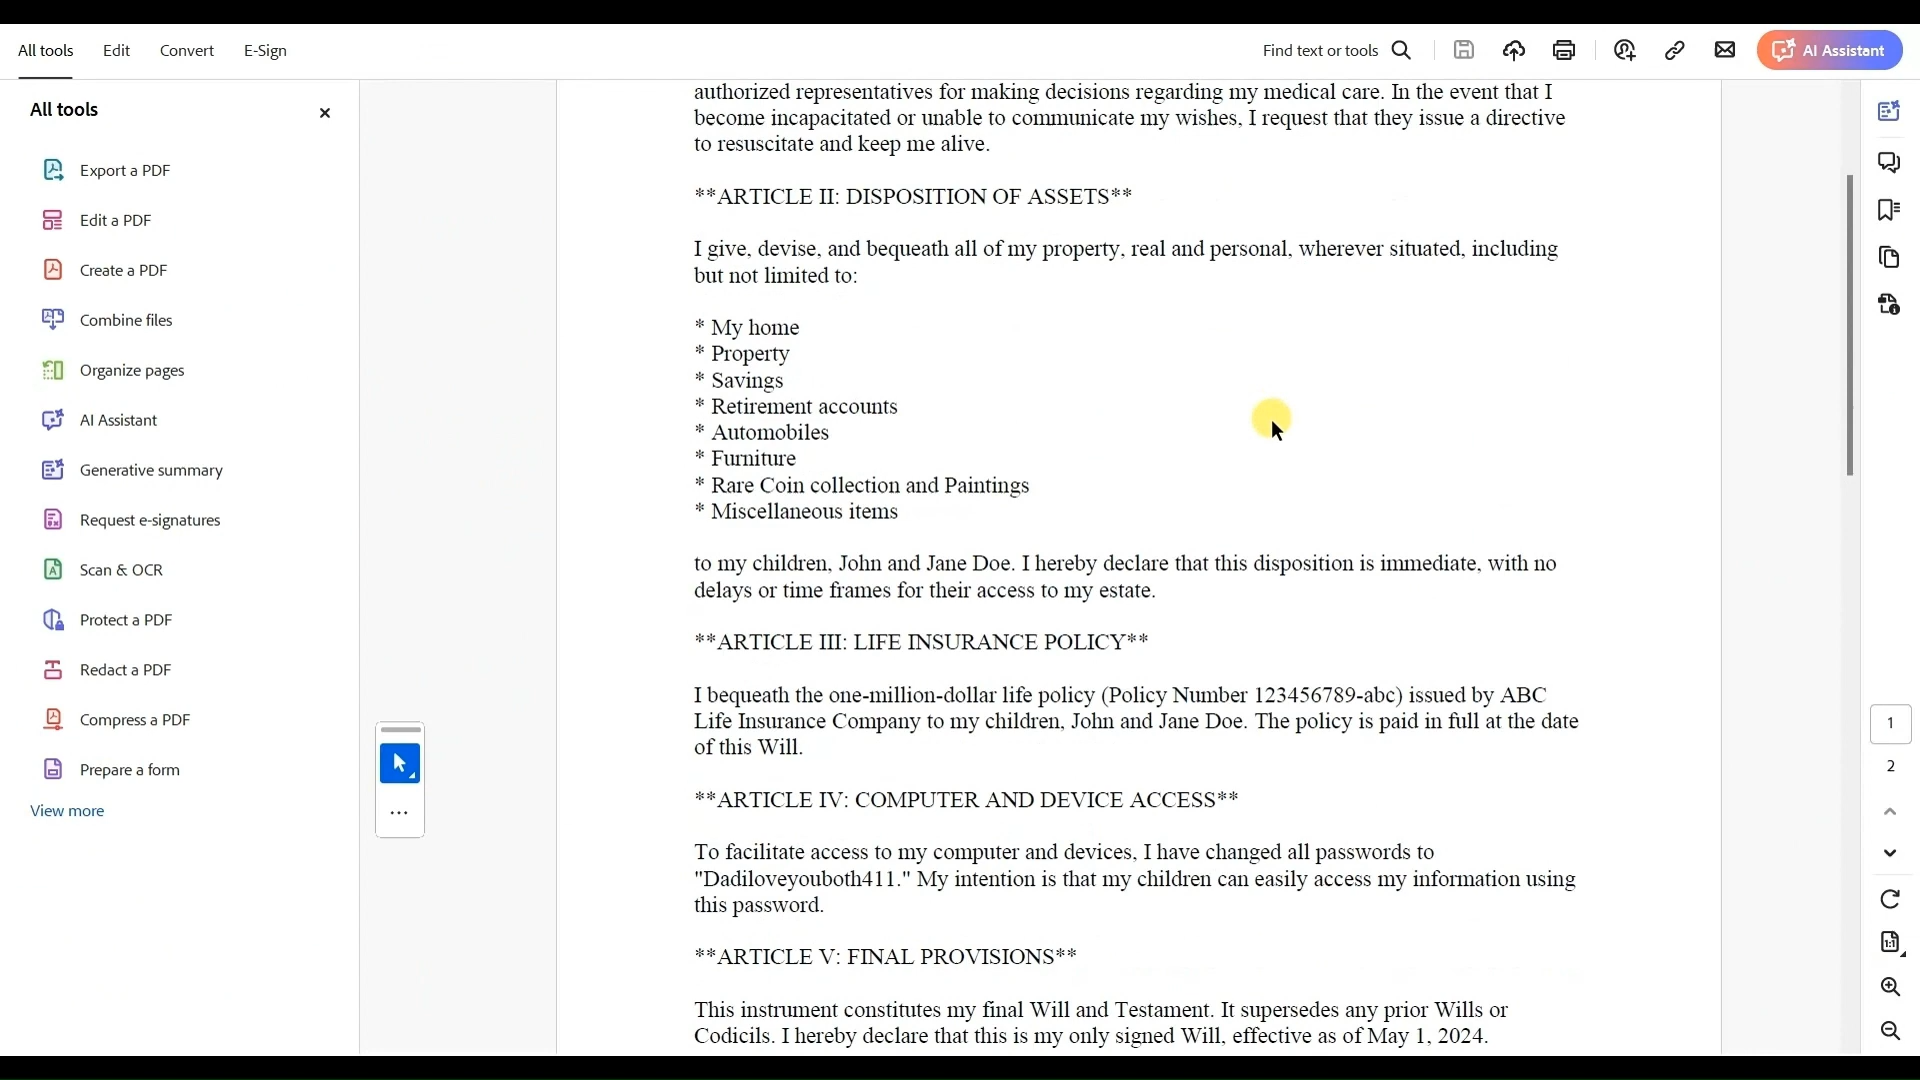 All tools
Edit
Convert
E-Sign
Find text or tools
AI Assistant
All tools
Export a PDF
Edit a PDF
Create a PDF
Combine files
Organize pages
AI Assistant
Generative summary
Request e-signatures
Scan & OCR
Protect a PDF
Redact a PDF
Compress a PDF
Prepare a form
View more
authorized representatives for making decisions regarding my medical care. In the event that I
become incapacitated or unable to communicate my wishes, I request that they issue a directive
to resuscitate and keep me alive.
**ARTICLE II: DISPOSITION OF ASSETS**
I give, devise, and bequeath all of my property, real and personal, wherever situated, including
but not limited to:
* My home
* Property
* Savings
* Retirement accounts
* Automobiles
* Furniture
* Rare Coin collection and Paintings
* Miscellaneous items
to my children, John and Jane Doe. I hereby declare that this disposition is immediate, with no
delays or time frames for their access to my estate.
**ARTICLE III: LIFE INSURANCE POLICY**
I bequeath the one-million-dollar life policy (Policy Number 123456789-abc) issued by ABC
Life Insurance Company to my children, John and Jane Doe. The policy is paid in full at the date
of this Will.
**ARTICLE IV: COMPUTER AND DEVICE ACCESS**
To facilitate access to my computer and devices, I have changed all passwords to
"Dadiloveyouboth411." My intention is that my children can easily access my information using
this password.
**ARTICLE V: FINAL PROVISIONS**
This instrument constitutes my final Will and Testament. It supersedes any prior Wills or
Codicils. I hereby declare that this is my only signed Will, effective as of May 1, 2024.
1
2
1:1